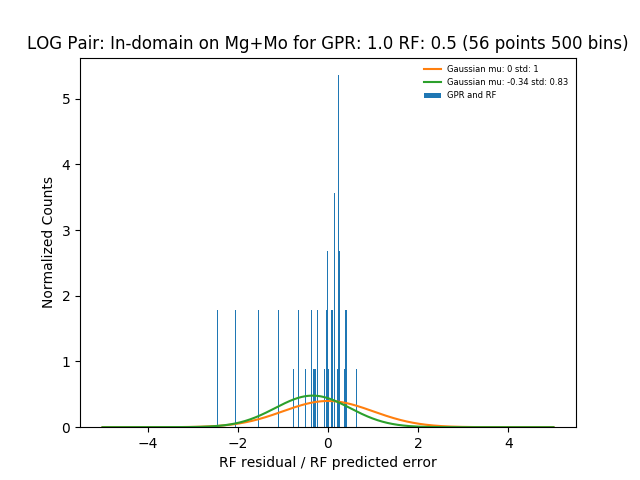 LOG Pair: In-domain on Mg+Mo for GPR: 1.0 RF: 0.5 (56 points 500 bins)
Gaussian mu: 0 std: 1
Gaussian mu: -0.34 std: 0.83
GPR and RF
Normalized Counts
5
4
3
2
1
0
−4 −2 0 2 4
RF residual / RF predicted error